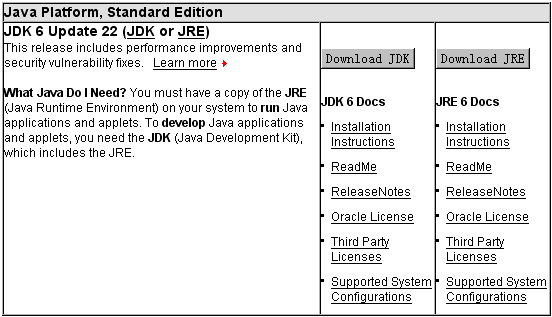 Java Platform, Standard Edition
JDK 6 Update 22 (JDK or JRE)
This release includes performance improvements and
security vulnerability fixes. Learn more
What Java Do I Need? You must have a copy of the JRE
(Java Runtime Environment) on your system to run Java
applications and applets. To develop Java applications
and applets, you need the JDK (Java Development Kit),
which includes the JRE.
Download JDK
JDK 6 Docs
Installation
Instructions
ReadMe
ReleaseNotes
Oracle License
Third Party
Licenses
Supported System
Configurations
Download JRE
JRE 6 Docs
Installation
Instructions
ReadMe
ReleaseNotes
Oracle License
Third Party
Licenses
Supported System
Configurations